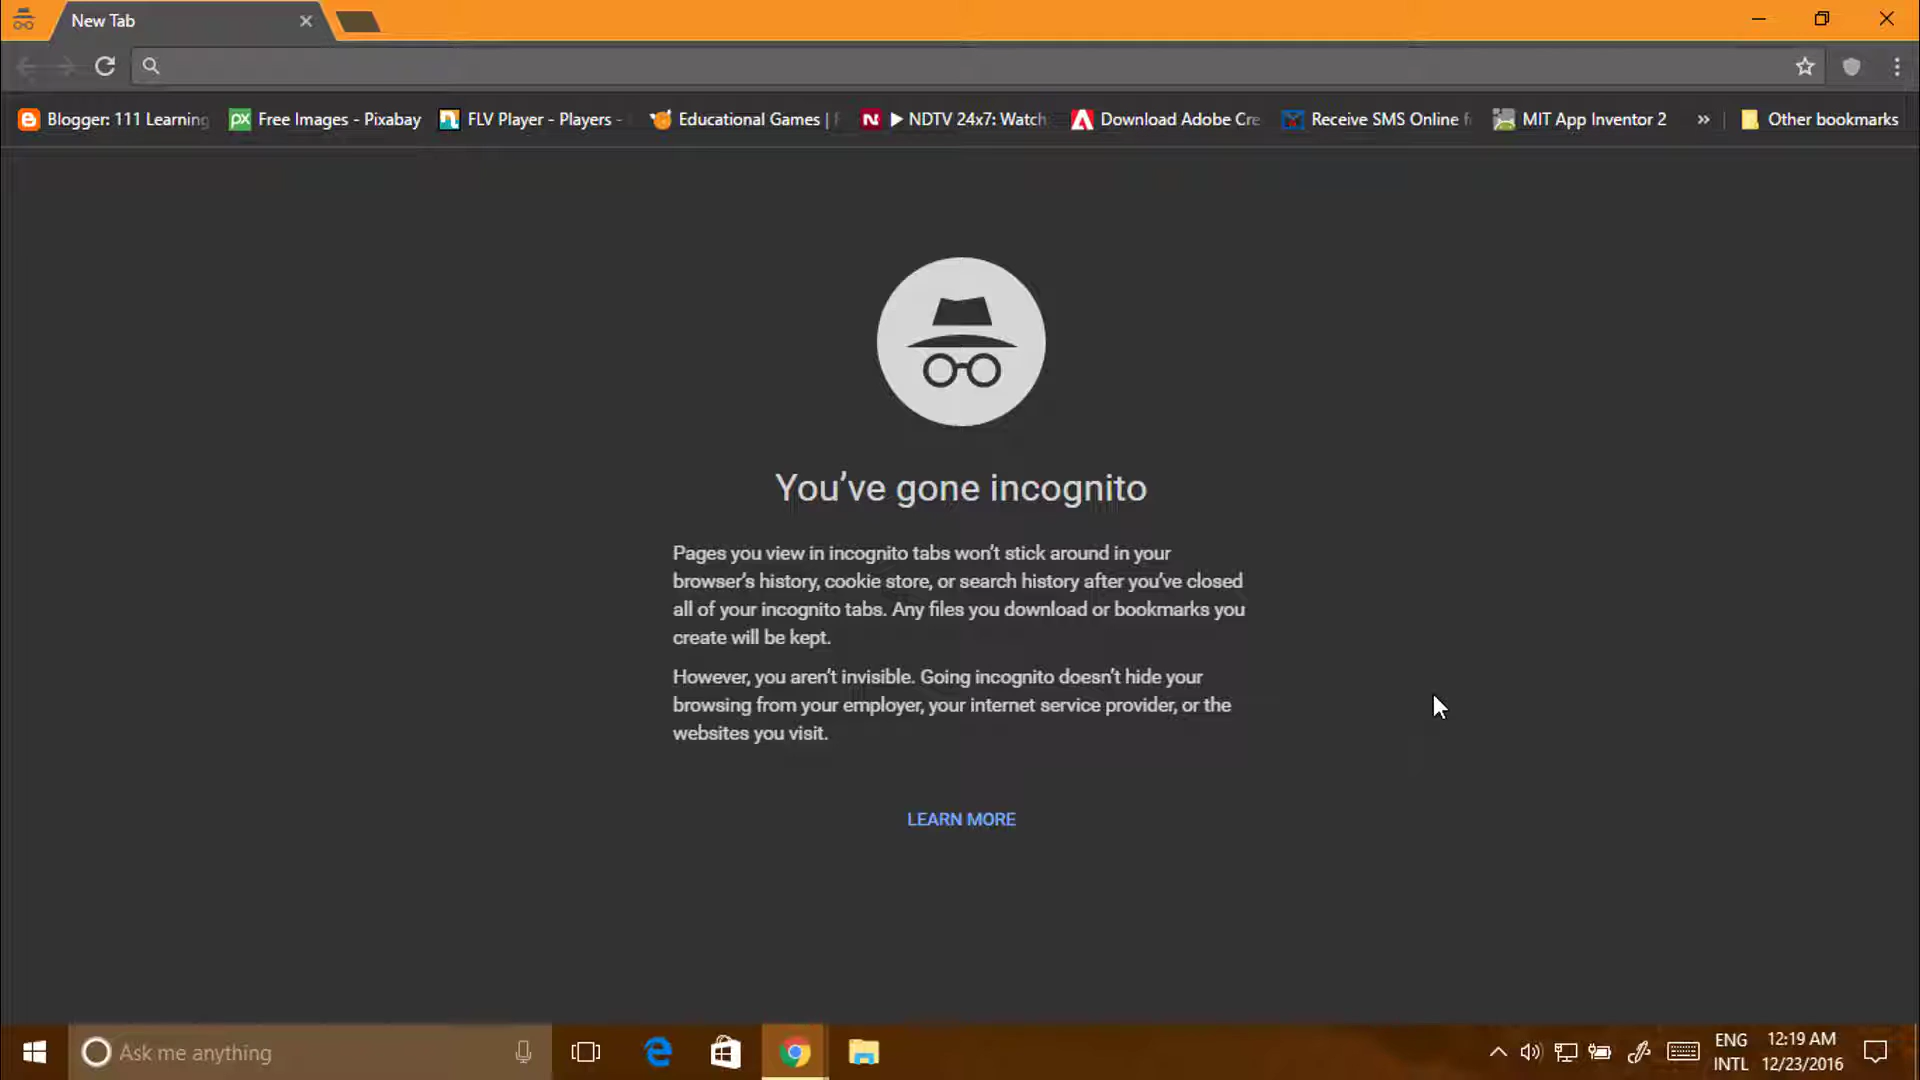 New Tab
Blogger: 111 Learning
Free Images - Pixabay
FLV Player - Players -
Educational Games |
▶ NDTV 24x7: Watch
Download Adobe Cre
Receive SMS Online f
MIT App Inventor 2
»
Other bookmarks
You've gone incognito
Pages you view in incognito tabs won't stick around in your
browser's history, cookie store, or search history after you've closed
all of your incognito tabs. Any files you download or bookmarks you
create will be kept.
However, you aren't invisible. Going incognito doesn't hide your
browsing from your employer, your internet service provider, or the
websites you visit.
LEARN MORE
Ask me anything
ENG
INTL
12:19 AM
12/23/2016